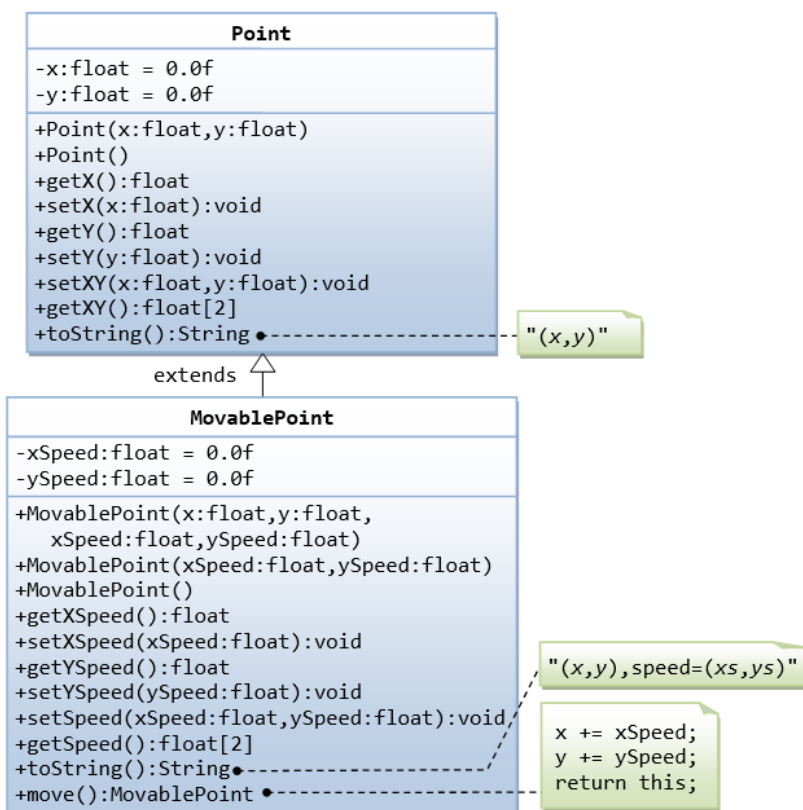 Point
-x:float = 0.0f
-y:float = 0.0f
+Point(x:float,y:float)
+Point()
+getX():float
+setX(x:float):void
+getY():float
+setY(y:float):void
+setXY(x:float,y:float):void
+getXY():float[2]
+toString():String
"(x,y)"
extends
MovablePoint
-xSpeed:float = 0.0f
-ySpeed:float = 0.0f
+MovablePoint(x:float,y:float,
xSpeed:float,ySpeed:float)
+MovablePoint(xSpeed:float,ySpeed:float)
+MovablePoint()
+getXSpeed():float
+setXSpeed(xSpeed:float):void
+getYSpeed():float
+setYSpeed(ySpeed:float):void
+setSpeed(xSpeed:float,ySpeed:float):void
+getSpeed():float[2]
+toString():String
+move():MovablePoint
"(x,y),speed=(xs,ys)"
x += xSpeed;
y += ySpeed;
return this;